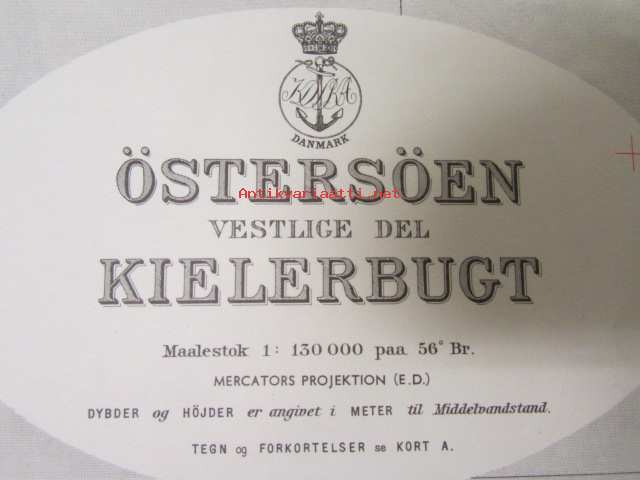 DANMARK
ÖSTERSÖEN
Antikvariaatti.net
VESTLIGE DEL
KIELERBUGT
Maalestok 1: 130 000 paa 56° Br.
MERCATORS PROJEKTION (E.D.)
DYBDER og HÖJDER er angivet i METER til Middelvandstand.
TEGN og FORKORTELSER se KORT A.